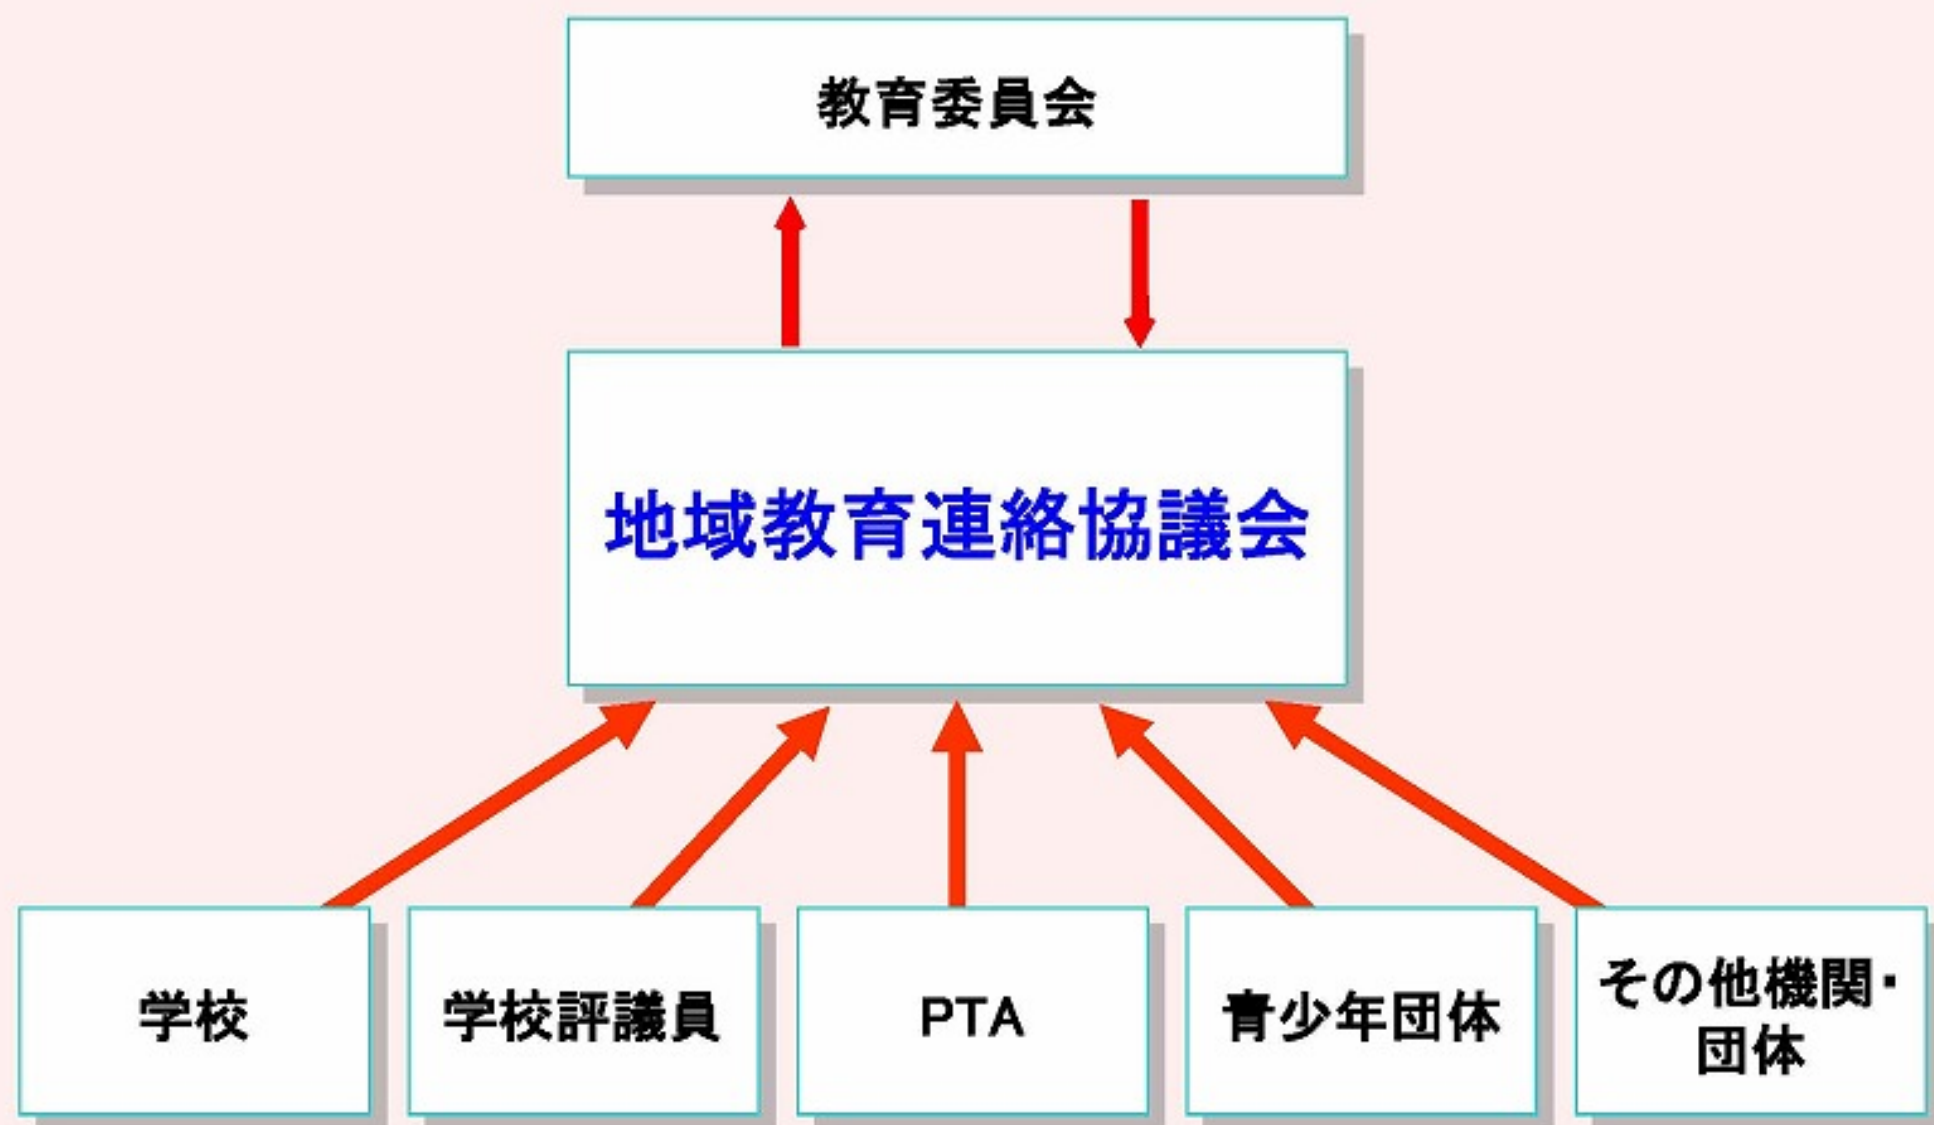 教育委員会
地域教育連絡協議会
学校
学校評議員
PTA
青少年団体
その他機関・
団体